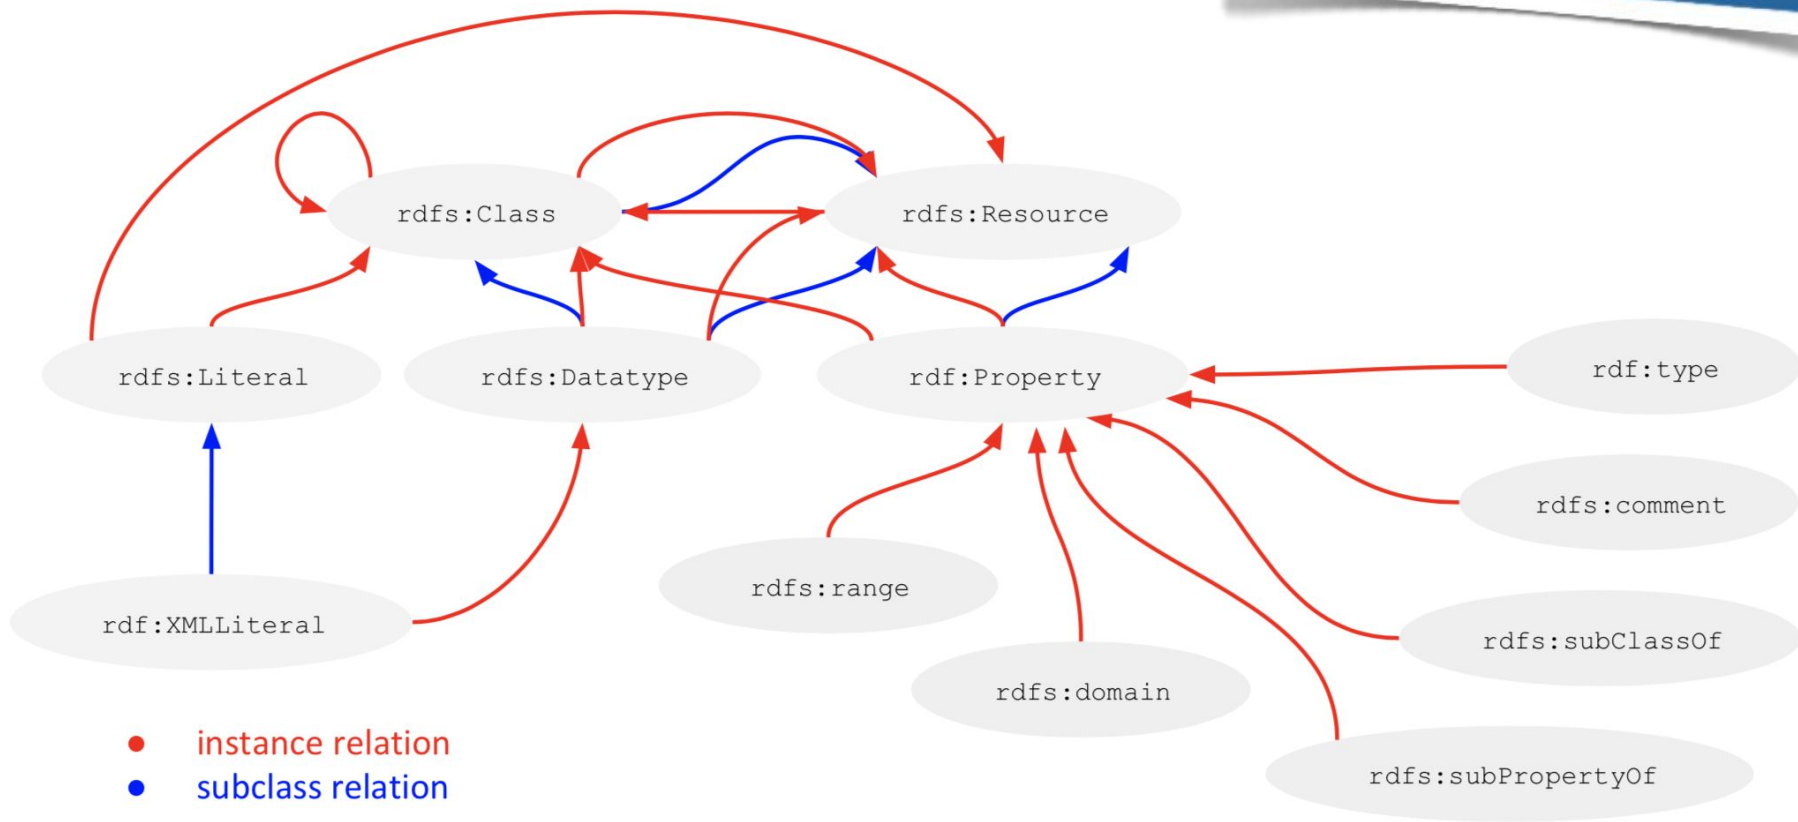 rdfs:Class
rdfs:Resource
rdfs:Literal
rdfs:Datatype
rdf:Property
rdf:type
rdfs:comment
rdfs:range
rdf:XMLLiteral
rdfs:subClassOf
rdfs:domain
rdfs:subPropertyOf
instance relation
subclass relation